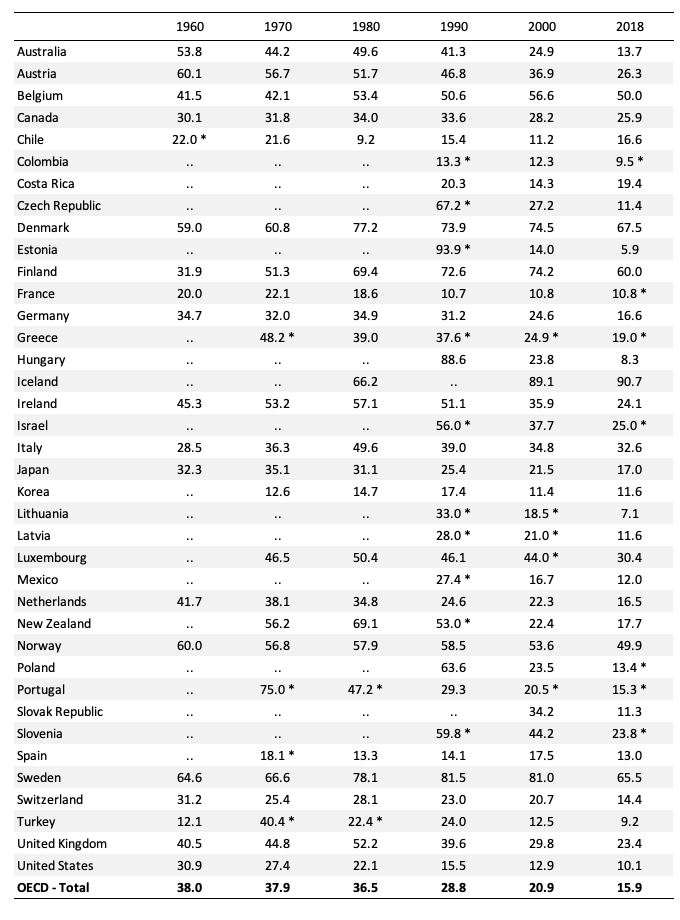 1960 1970 1980 1990 2000 2018
Australia 53.8 44.2 49.6 41.3 24.9 13.7
Austria 60.1 56.7 51.7 46.8 36.9 26.3
Belgium 41.5 42.1 53.4 50.6 56.6 50.0
Canada 30.1 31.8 34.0 33.6 28.2 25.9
Chile 22.0 * 21.6 9.2 15.4 11.2 16.6
Colombia .. .. .. 13.3 * 12.3 9.5 *
Costa Rica .. .. .. 20.3 14.3 19.4
Czech Republic .. .. .. 67.2 * 27.2 11.4
Denmark 59.0 60.8 77.2 73.9 74.5 67.5
Estonia .. .. .. 93.9 * 14.0 5.9
Finland 31.9 51.3 69.4 72.6 74.2 60.0
France 20.0 22.1 18.6 10.7 10.8 10.8 *
Germany 34.7 32.0 34.9 31.2 24.6 16.6
Greece .. 48.2 * 39.0 37.6 * 24.9 * 19.0 *
Hungary .. .. .. 88.6 23.8 8.3
Iceland .. .. 66.2 .. 89.1 90.7
Ireland 45.3 53.2 57.1 51.1 35.9 24.1
Israel .. .. .. 56.0 * 37.7 25.0 *
Italy 28.5 36.3 49.6 39.0 34.8 32.6
Japan 32.3 35.1 31.1 25.4 21.5 17.0
Korea .. 12.6 14.7 17.4 11.4 11.6
Lithuania .. .. .. 33.0 * 18.5 * 7.1
Latvia .. .. .. 28.0 * 21.0 * 11.6
Luxembourg .. 46.5 50.4 46.1 44.0 * 30.4
Mexico .. .. .. 27.4 * 16.7 12.0
Netherlands 41.7 38.1 34.8 24.6 22.3 16.5
New Zealand .. 56.2 69.1 53.0 * 22.4 17.7
Norway 60.0 56.8 57.9 58.5 53.6 49.9
Poland .. .. .. 63.6 23.5 13.4 *
Portugal .. 75.0 * 47.2 * 29.3 20.5 * 15.3 *
Slovak Republic .. .. .. .. 34.2 11.3
Slovenia .. .. .. 59.8 * 44.2 23.8 *
Spain .. 18.1 * 13.3 14.1 17.5 13.0
Sweden 64.6 66.6 78.1 81.5 81.0 65.5
Switzerland 31.2 25.4 28.1 23.0 20.7 14.4
Turkey 12.1 40.4 * 22.4 * 24.0 12.5 9.2
United Kingdom 40.5 44.8 52.2 39.6 29.8 23.4
United States 30.9 27.4 22.1 15.5 12.9 10.1
OECD - Total 38.0 37.9 36.5 28.8 20.9 15.9